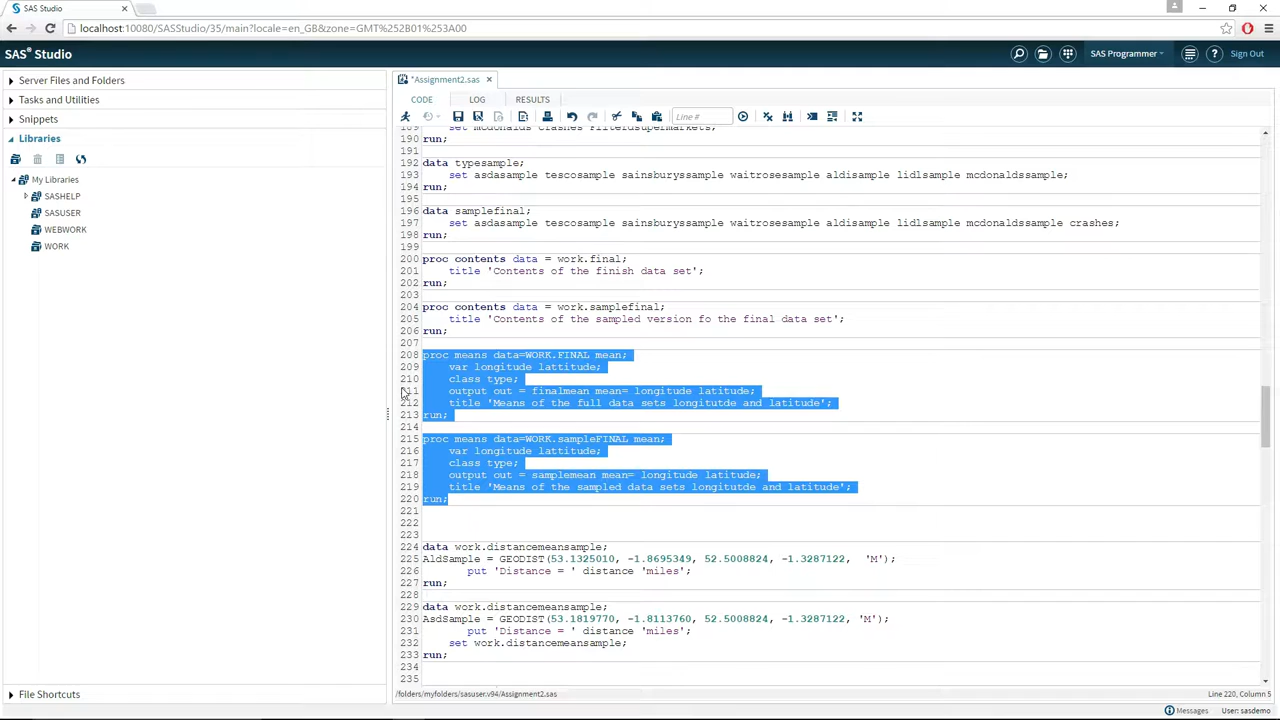 SAS Studio
localhost:10080/SASStudio/35/main?locale=en_GB&zone=GMT%252B01%253A00
SAS® Studio
SAS Programmer
Sign Out
Server Files and Folders
Tasks and Utilities
Snippets
Libraries
My Libraries
SASHELP
SASUSER
WEBWORK
WORK
File Shortcuts
*Assignment2.sas
CODE LOG RESULTS
Line #
189 set mcdonalds crashes filteredsupermarkets;
190 run;
191
192 data typesample;
193 set asdasample tescosample sainsburyssample waitrosesample aldisample lidlsample mcdonaldssample;
194 run;
195
196 data samplefinal;
197 set asdasample tescosample sainsburyssample waitrosesample aldisample lidlsample mcdonaldssample crashes;
198 run;
199
200 proc contents data = work.final;
201 title 'Contents of the finish data set';
202 run;
203
204 proc contents data = work.samplefinal;
205 title 'Contents of the sampled version fo the final data set';
206 run;
207
208 proc means data=WORK.FINAL mean;
209 var longitude lattitude;
210 class type;
211 output out = finalmean mean= longitude latitude;
212 title 'Means of the full data sets longitutde and latitude';
213 run;
214
215 proc means data=WORK.sampleFINAL mean;
216 var longitude lattitude;
217 class type;
218 output out = samplemean mean= longitude latitude;
219 title 'Means of the sampled data sets longitutde and latitude';
220 run;
221
222
223
224 data work.distancemeansample;
225 AldSample = GEODIST(53.1325010, -1.8695349, 52.5008824, -1.3287122, 'M');
226 put 'Distance = ' distance 'miles';
227 run;
228
229 data work.distancemeansample;
230 AsdSample = GEODIST(53.1819770, -1.8113760, 52.5008824, -1.3287122, 'M');
231 put 'Distance = ' distance 'miles';
232 set work.distancemeansample;
233 run;
234
235
/folders/myfolders/sasuser.v94/Assignment2.sas
Line 220, Column 5
Messages
User: sasdemo